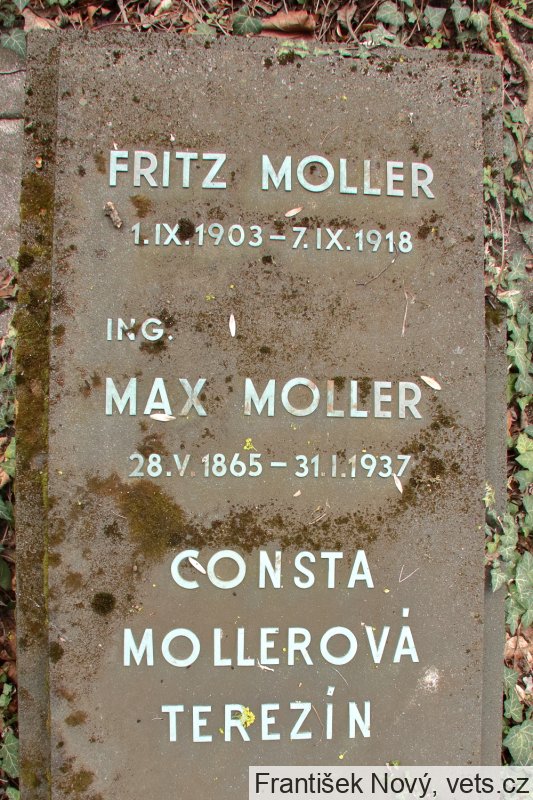 FRITZ MOLLER
1.IX.1903 – 7.IX.1918
ING.
MAX MOLLER
28.V.1865 – 31.I.1937
CONSTA
MOLLEROVÁ
TEREZÍN
František Nový, vets.cz